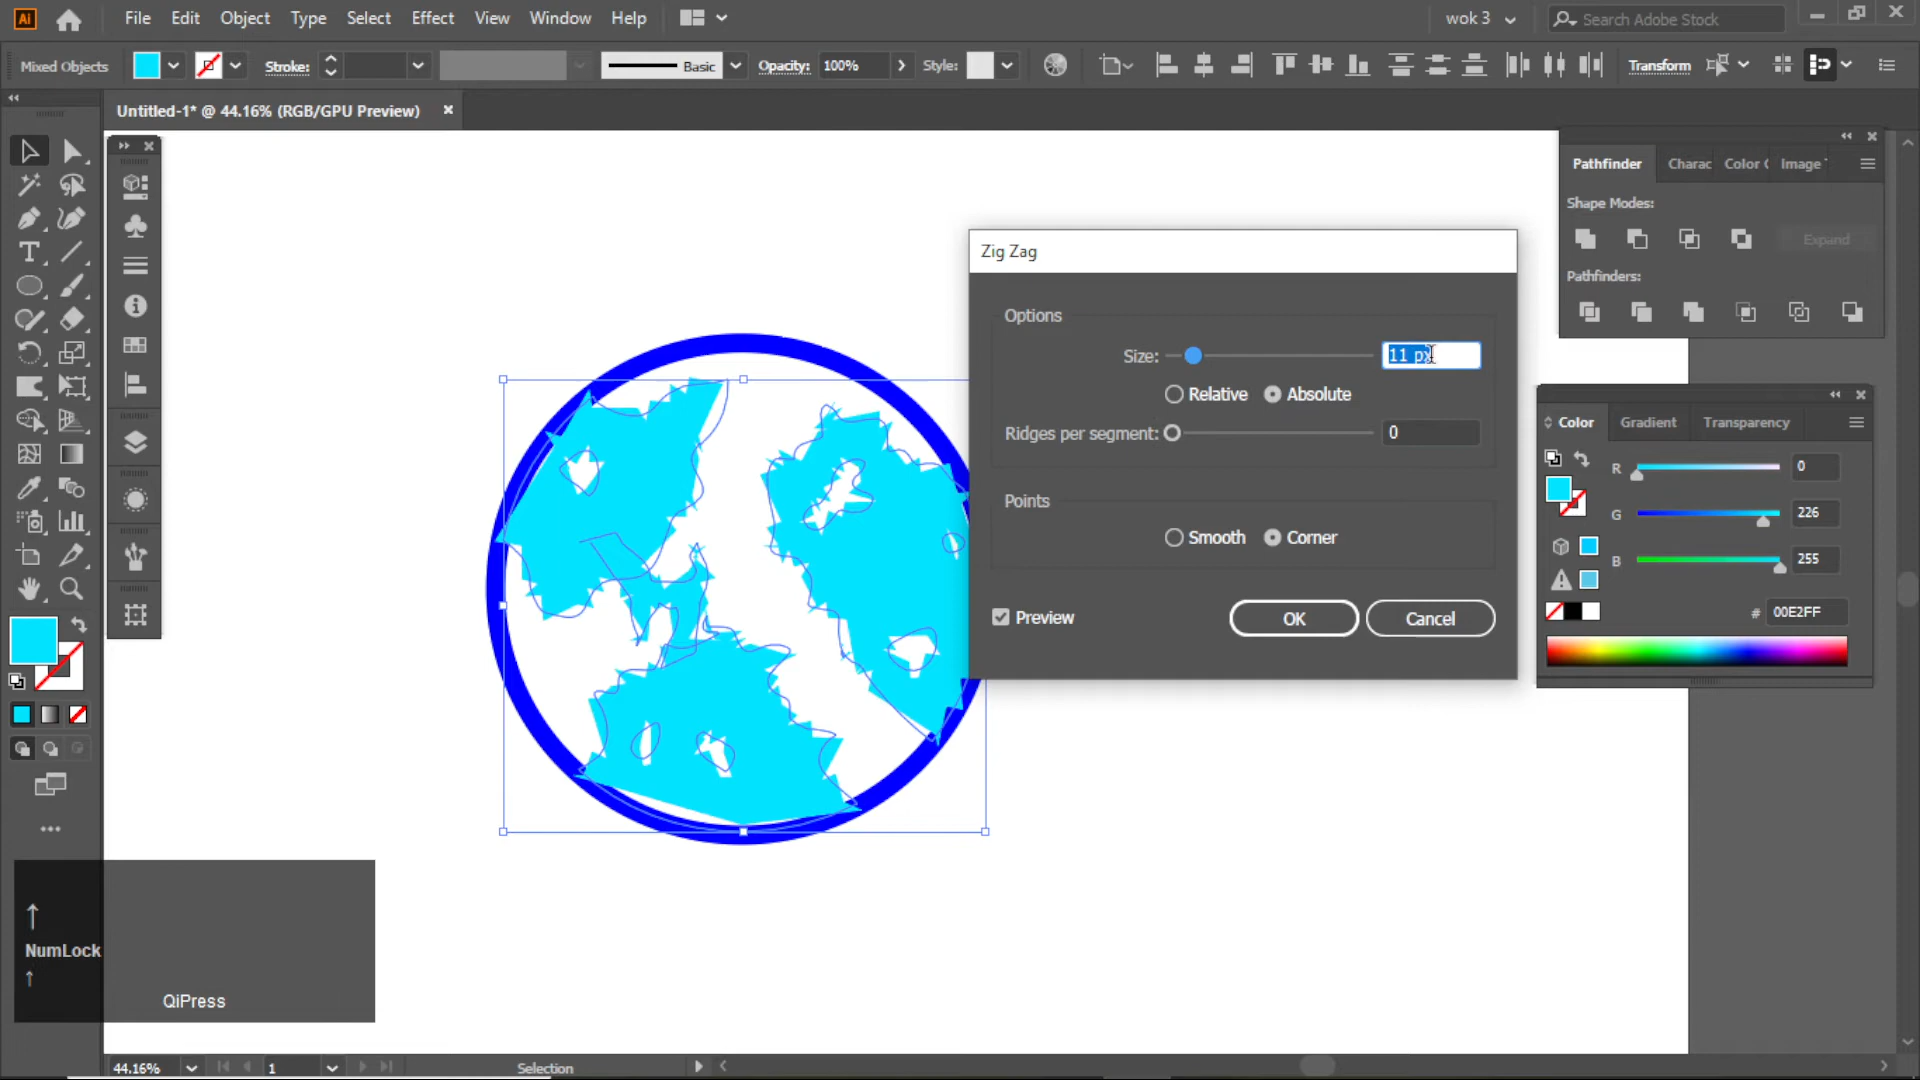 Ai File Edit Object Type Select Effect View Window Help wok 3 Search Adobe Stock
Mixed Objects Stroke: Basic Opacity: 100% Style: Transform
Untitled-1* @ 44.16% (RGB/GPU Preview)
Pathfinder Charac Color Image
Shape Modes:
Expand
Pathfinders:
Zig Zag
Options
Size: 11 px
Relative Absolute
Ridges per segment: 0
Points
Smooth Corner
Preview OK Cancel
Color Gradient Transparency
R 0
G 226
B 255
# 00E2FF
NumLock
QiPress
44.16% 1 Selection